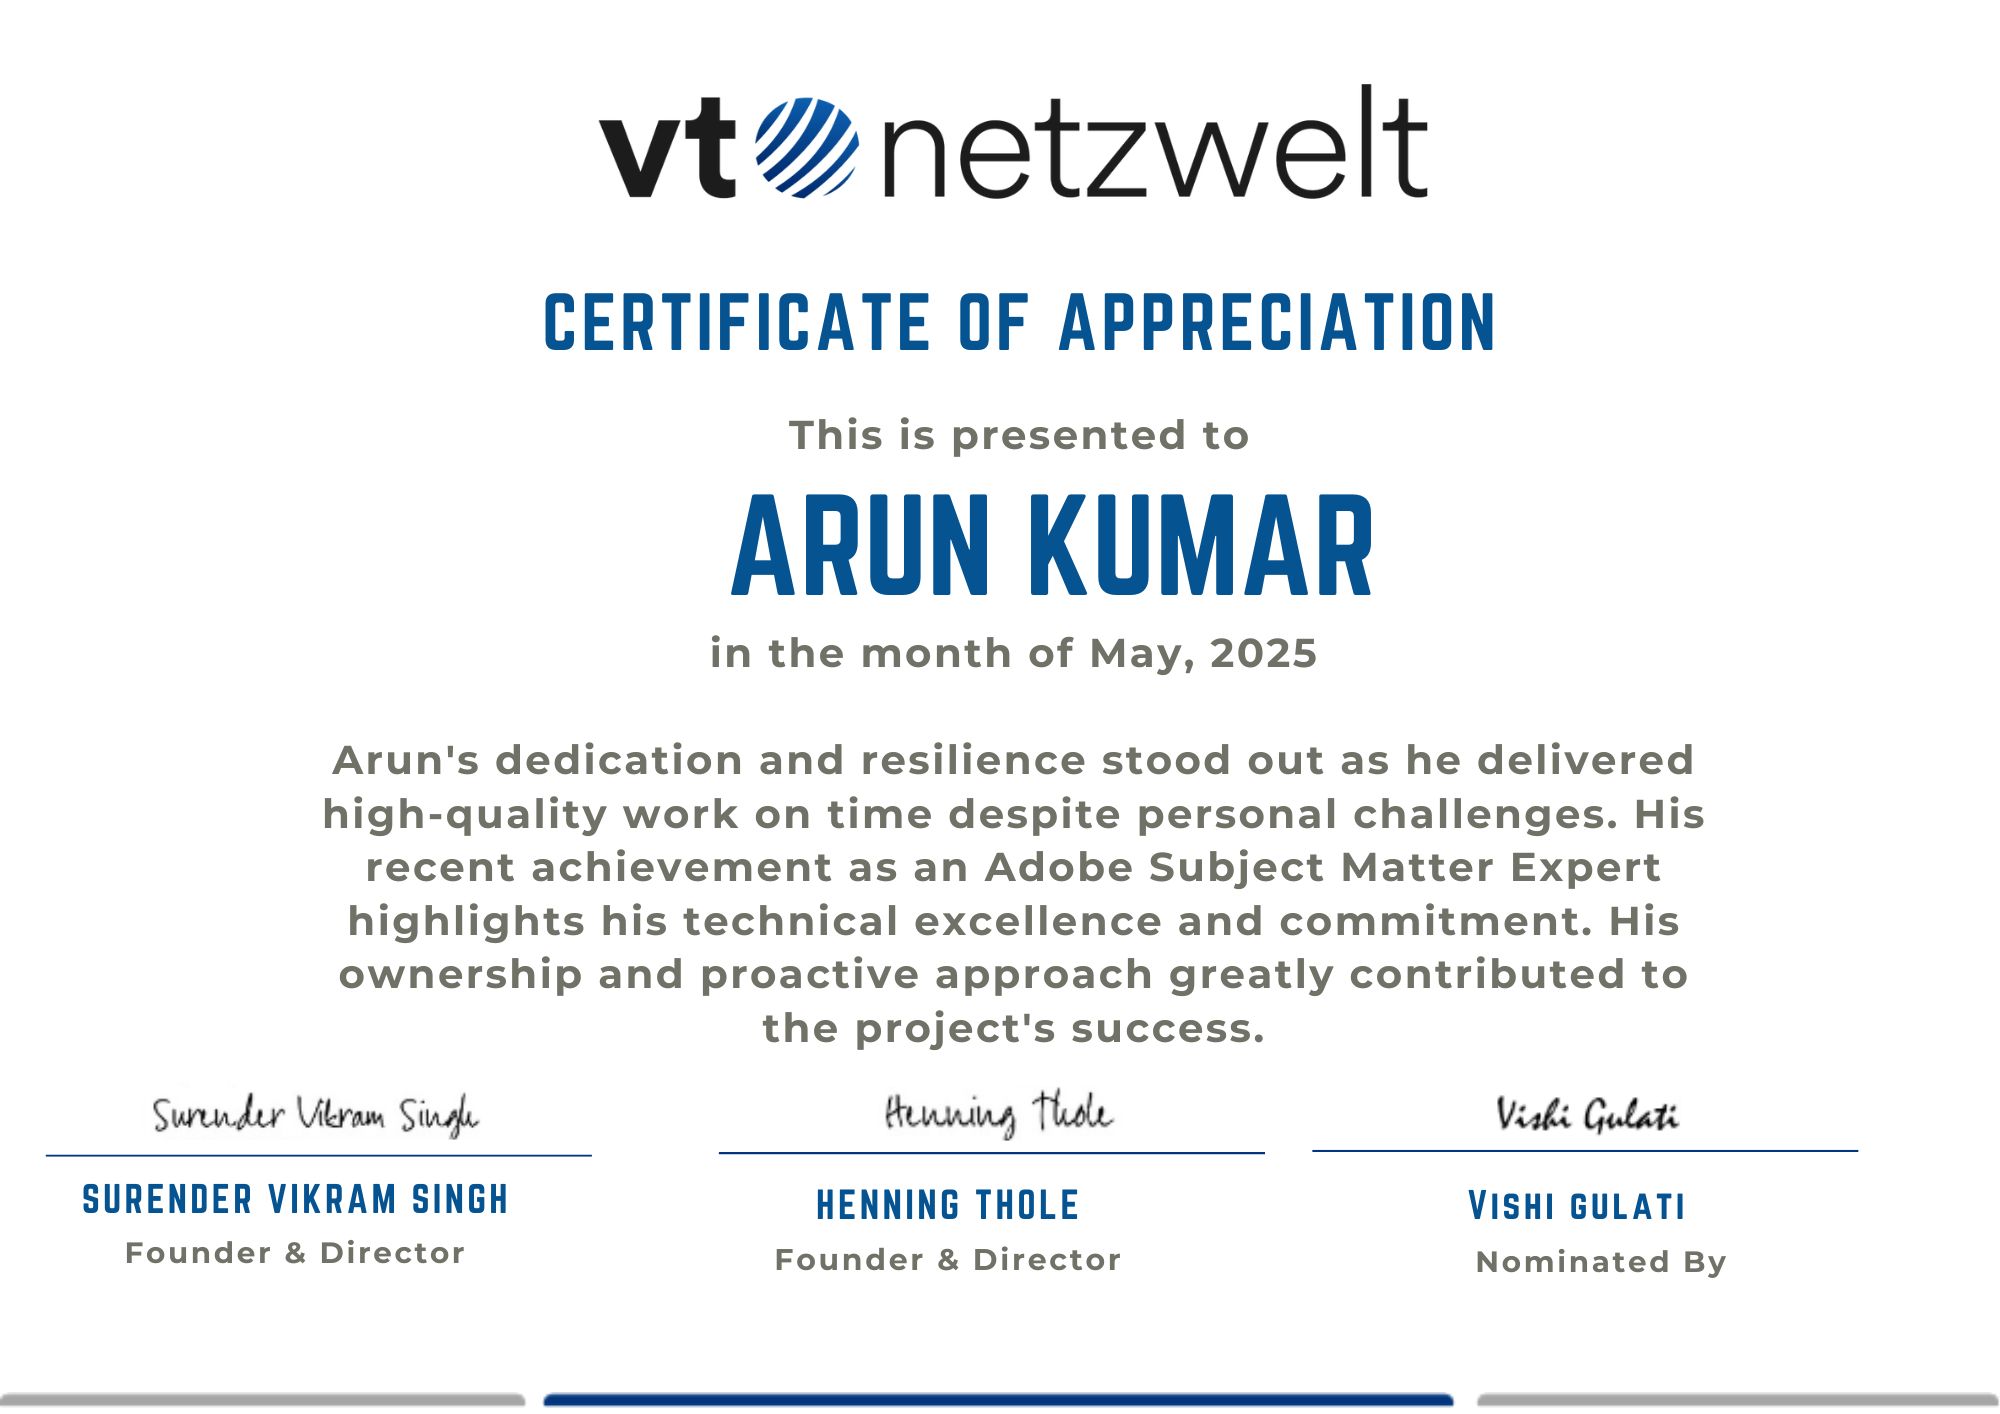 vt netzwelt
CERTIFICATE OF APPRECIATION
This is presented to
ARUN KUMAR
in the month of May, 2025
Arun's dedication and resilience stood out as he delivered
high-quality work on time despite personal challenges. His
recent achievement as an Adobe Subject Matter Expert
highlights his technical excellence and commitment. His
ownership and proactive approach greatly contributed to
the project's success.
Surender Vikram Singh
Henning Thole
Vishi Gulati
SURENDER VIKRAM SINGH
HENNING THOLE
VISHI GULATI
Founder & Director
Founder & Director
Nominated By